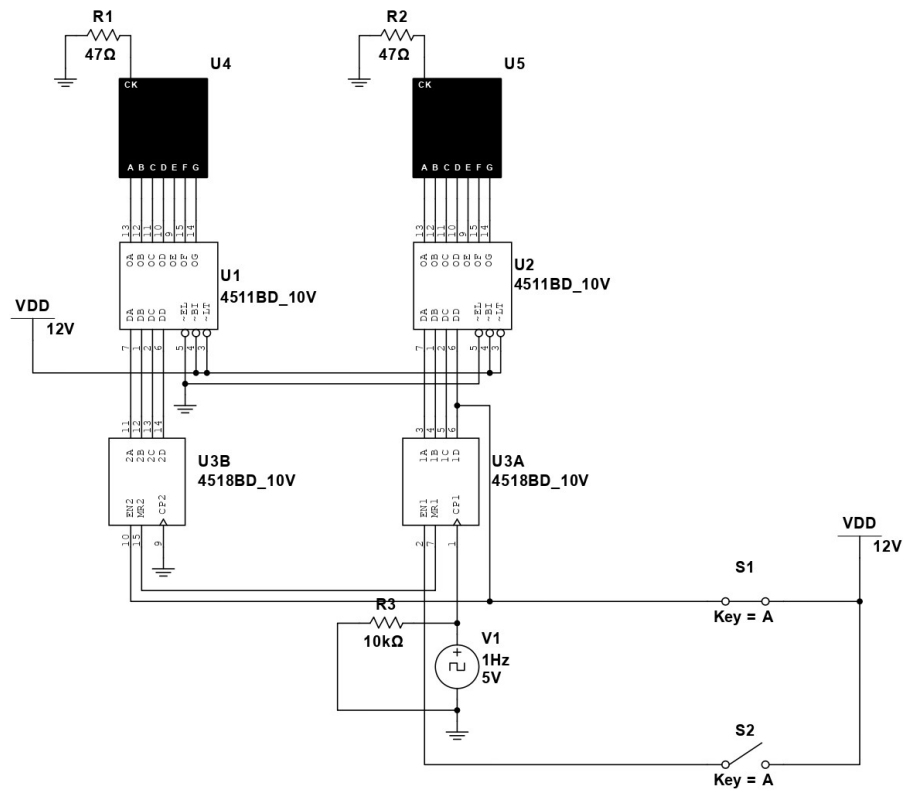 R1
47Ω
U4
CK
A B C D E F G
R2
47Ω
U5
CK
A B C D E F G
13 12 11 10 9 15 14
OA OB OC OD OE OF OG
U1
4511BD_10V
DA DB DC DD ~EL ~BI ~LT
7 1 2 6 5 4 3
13 12 11 10 9 15 14
OA OB OC OD OE OF OG
U2
4511BD_10V
DA DB DC DD ~EL ~BI ~LT
7 1 2 6 5 4 3
VDD
12V
11 12 13 14
2A 2B 2C 2D
U3B
4518BD_10V
EN2 MR2 CP2
10 15 9
3 4 5 6
1A 1B 1C 1D
U3A
4518BD_10V
EN1 MR1 CP1
2 7 1
VDD
12V
S1
Key = A
R3
10kΩ
V1
1Hz
5V
S2
Key = A